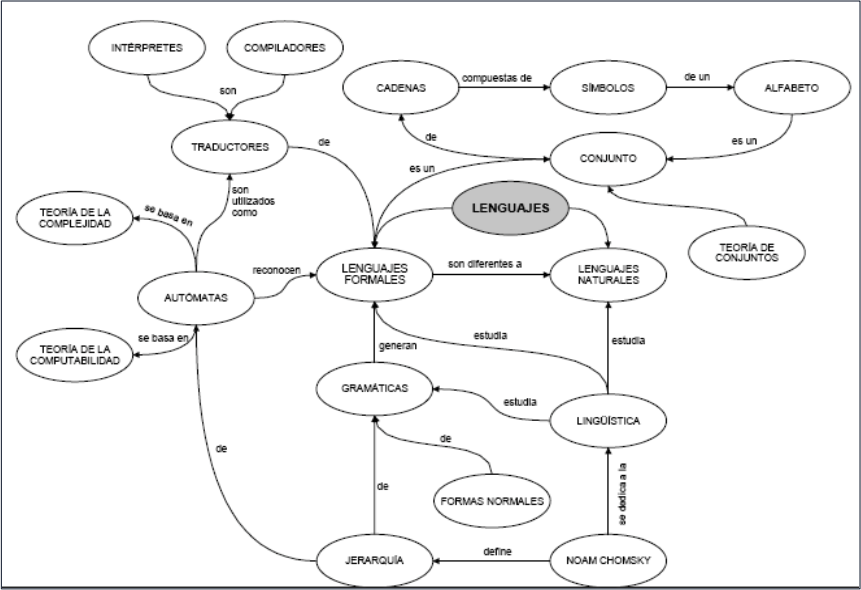 INTÉRPRETES
COMPILADORES
son
CADENAS
compuestas de
SÍMBOLOS
de un
ALFABETO
TRADUCTORES
de
de
es un
CONJUNTO
es un
son
utilizados
como
LENGUAJES
TEORÍA DE LA
COMPLEJIDAD
se basa en
TEORÍA DE
CONJUNTOS
reconocen
LENGUAJES
FORMALES
son diferentes a
LENGUAJES
NATURALES
AUTÓMATAS
se basa en
TEORÍA DE LA
COMPUTABILIDAD
generan
estudia
estudia
GRAMÁTICAS
estudia
LINGÜÍSTICA
de
de
de
FORMAS NORMALES
se dedica a la
JERARQUÍA
define
NOAM CHOMSKY